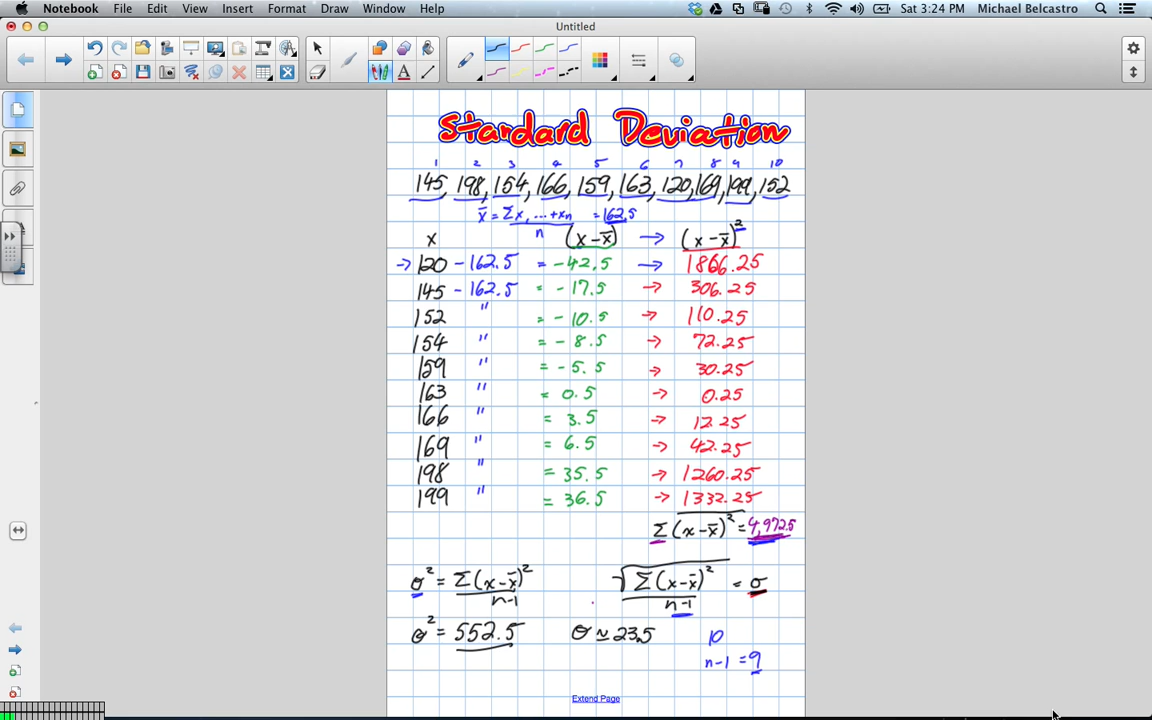 Notebook File Edit View Insert Format Draw Window Help Sat 3:24 PM Michael Belcastro
Untitled
Standard Deviation
1 2 3 4 5 6 7 8 9 10
145, 198, 154, 166, 159, 163, 120, 169, 199, 152
x̄ = Σx, ...+xn / n = 162.5
x (x-x̄) → (x-x̄)²
→ 120 - 162.5 = -42.5 → 1866.25
145 - 162.5 = -17.5 → 306.25
152 " = -10.5 → 110.25
154 " = -8.5 → 72.25
159 " = -5.5 → 30.25
163 " = 0.5 → 0.25
166 " = 3.5 → 12.25
169 " = 6.5 → 42.25
198 " = 35.5 → 1260.25
199 " = 36.5 → 1332.25
Σ(x-x̄)² = 4,972.5
σ² = Σ(x-x̄)² / n-1 √Σ(x-x̄)² / n-1 = σ
σ² = 552.5 σ ≃ 23.5 10
n-1 = 9
Extend Page